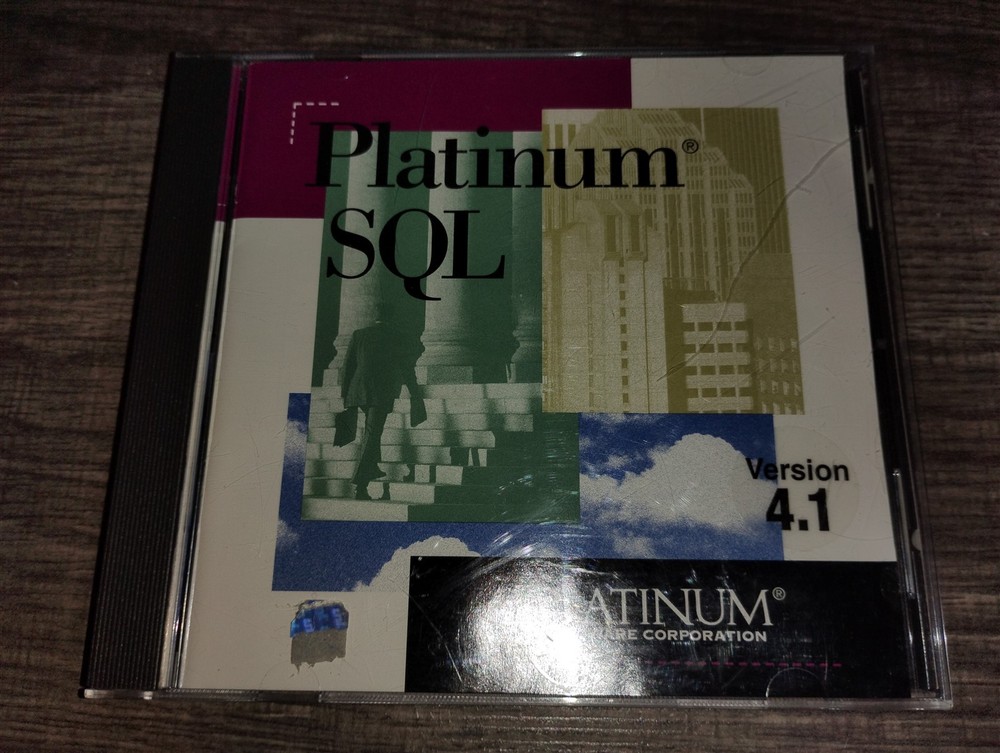 Platinum®
SQL
Version
4.1
ATINUM®
ARE CORPORATION